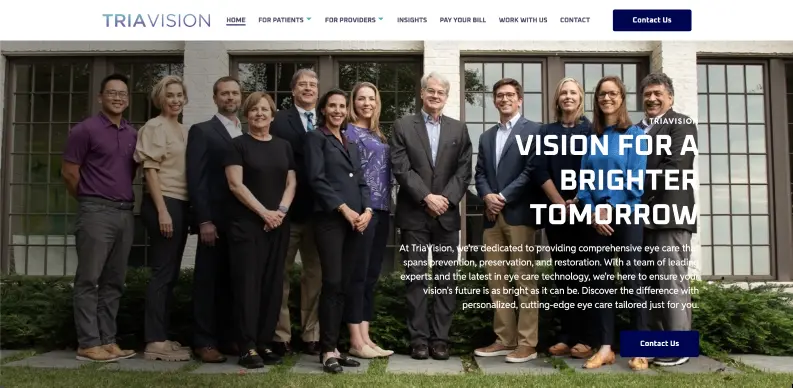 TRIAVISION
HOME FOR PATIENTS FOR PROVIDERS INSIGHTS PAY YOUR BILL WORK WITH US CONTACT
Contact Us
TRIAVISION
VISION FOR A
BRIGHTER
TOMORROW
At TriaVision, we're dedicated to providing comprehensive eye care that
spans prevention, preservation, and restoration. With a team of leading
experts and the latest in eye care technology, we're here to ensure your
vision's future is as bright as it can be. Discover the difference with
personalized, cutting-edge eye care tailored just for you.
Contact Us